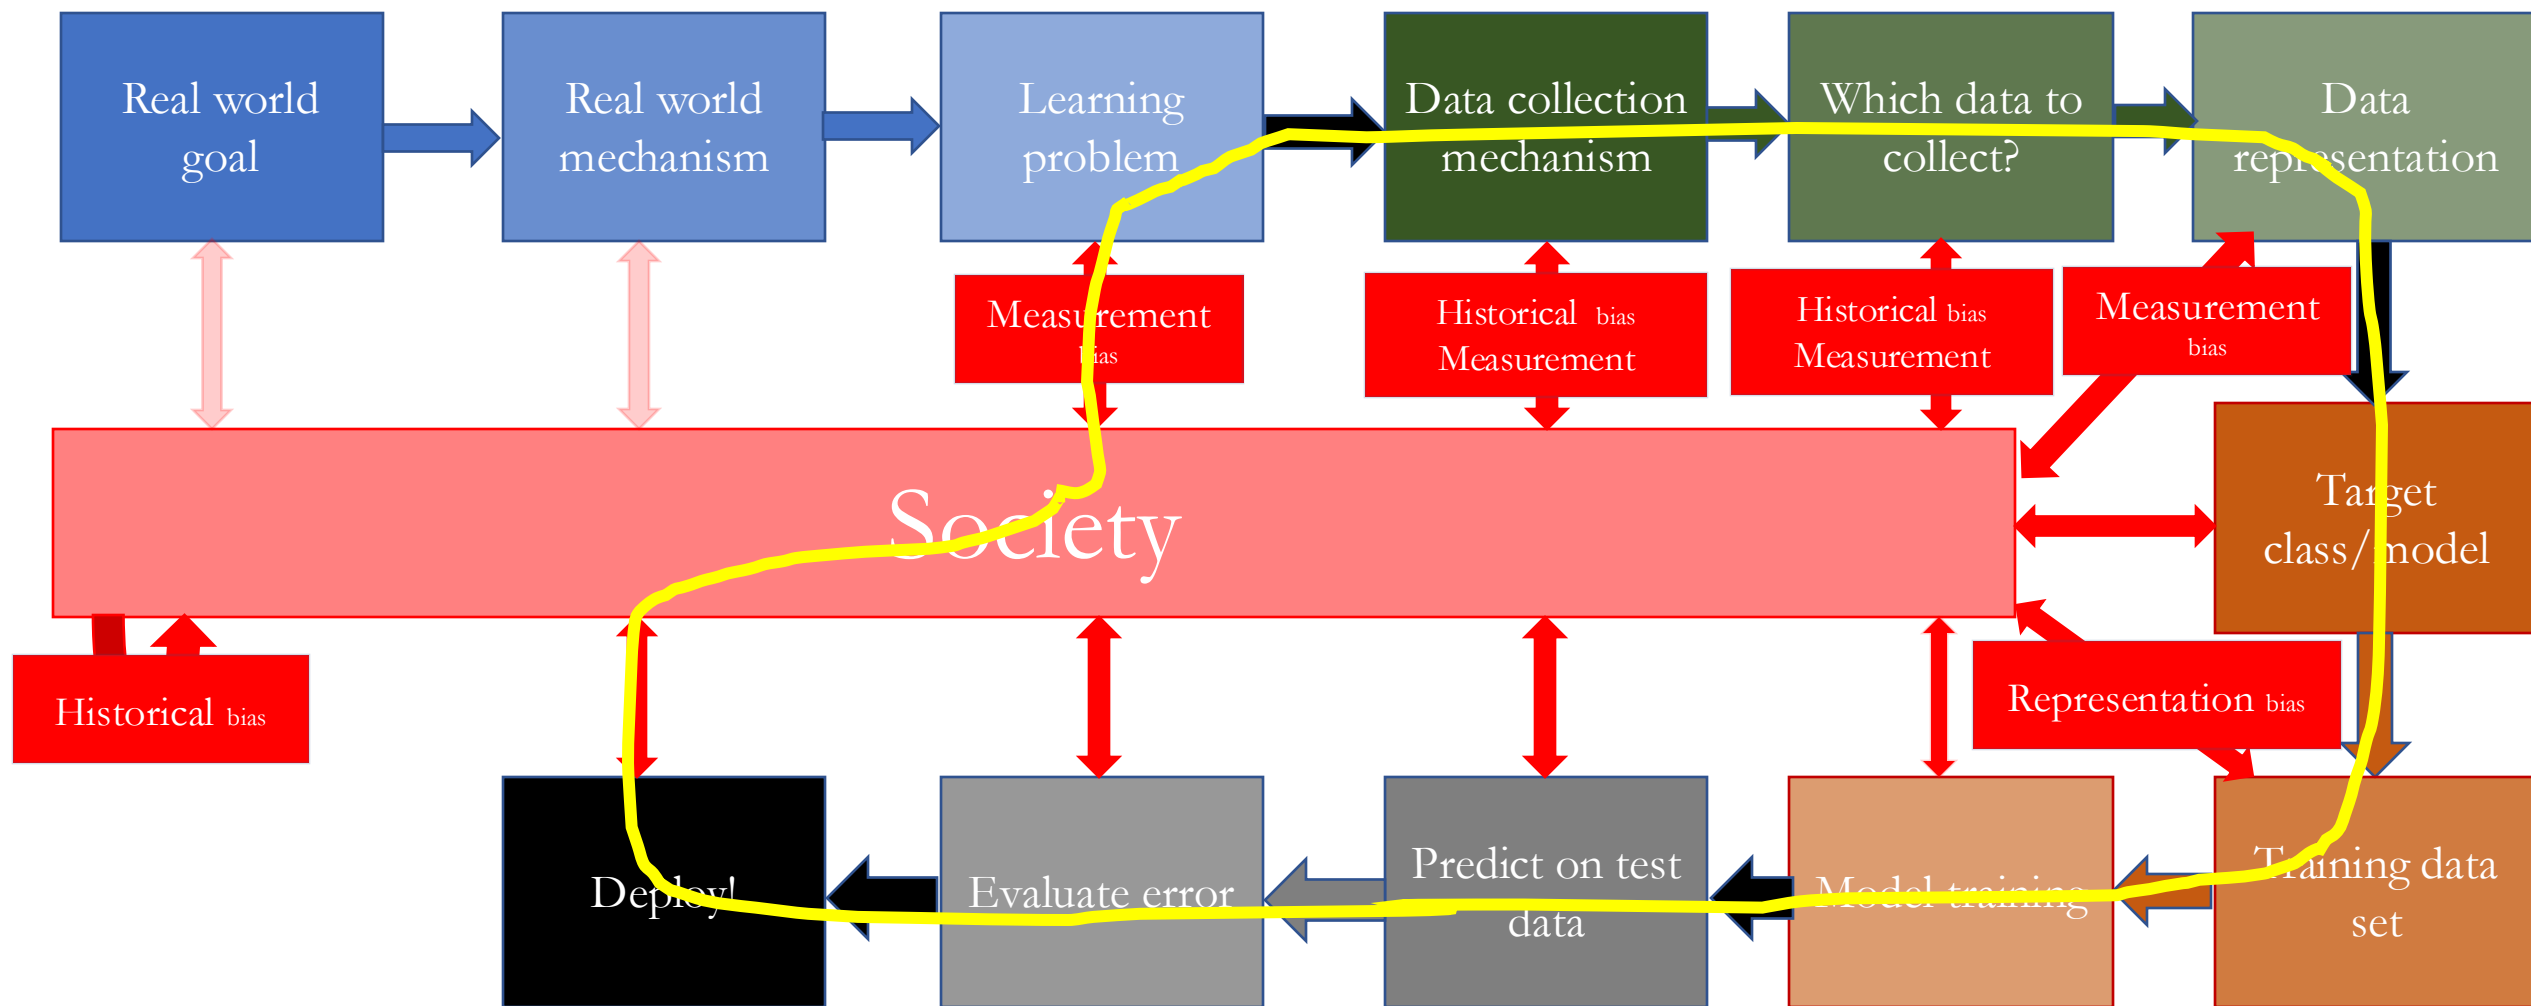 Real world
goal
Real world
mechanism
Learning
problem
Data collection
mechanism
Which data to
collect?
Data
representation
Measurement
bias
Historical bias
Measurement
Historical bias
Measurement
Measurement
bias
Society
Target
class/model
Historical bias
Representation bias
Deploy!
Evaluate error
Predict on test
data
Model training
Training data
set